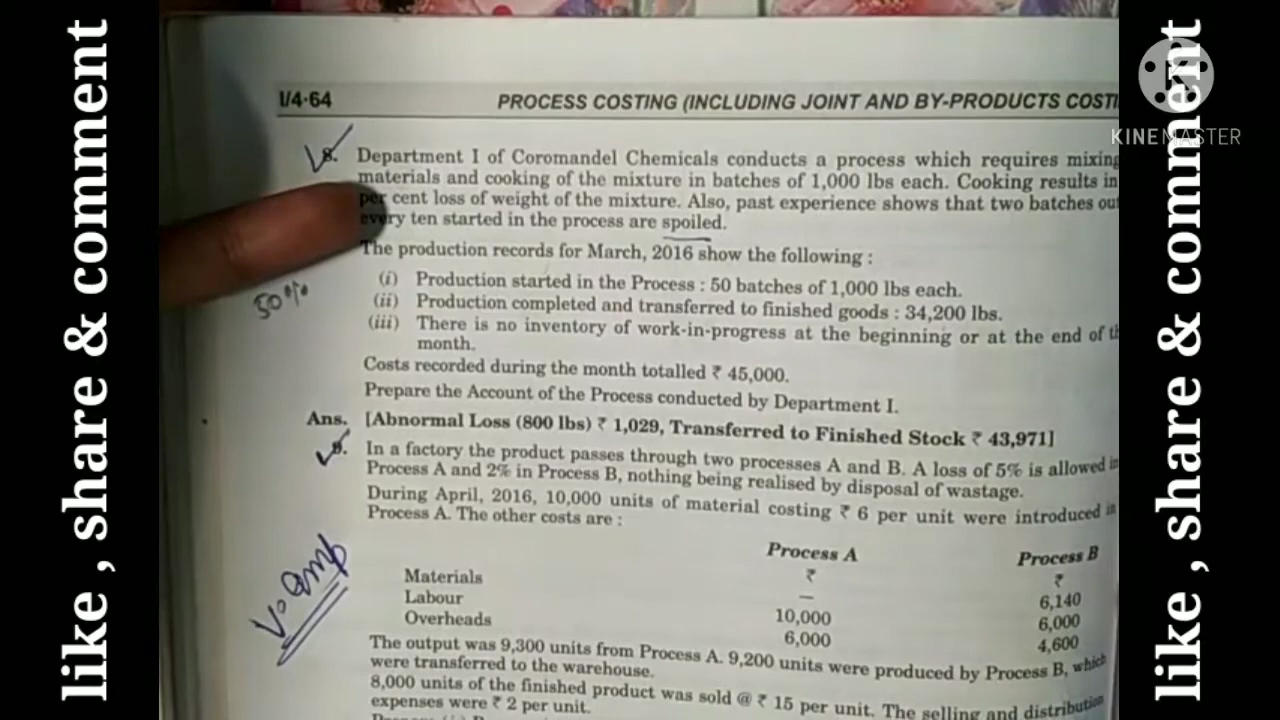 like , share & comment
like , share & comment
KINEMASTER
I/4·64
PROCESS COSTING (INCLUDING JOINT AND BY-PRODUCTS COSTI
8. Department I of Coromandel Chemicals conducts a process which requires mixing
materials and cooking of the mixture in batches of 1,000 lbs each. Cooking results in
per cent loss of weight of the mixture. Also, past experience shows that two batches out
every ten started in the process are spoiled.
The production records for March, 2016 show the following :
(i) Production started in the Process : 50 batches of 1,000 lbs each.
50%
(ii) Production completed and transferred to finished goods : 34,200 lbs.
(iii) There is no inventory of work-in-progress at the beginning or at the end of th
month.
Costs recorded during the month totalled ₹ 45,000.
Prepare the Account of the Process conducted by Department I.
Ans. [Abnormal Loss (800 lbs) ₹ 1,029, Transferred to Finished Stock ₹ 43,971]
9. In a factory the product passes through two processes A and B. A loss of 5% is allowed in
Process A and 2% in Process B, nothing being realised by disposal of wastage.
During April, 2016, 10,000 units of material costing ₹ 6 per unit were introduced in
Process A. The other costs are :
Process A Process B
₹ ₹
Materials — 6,140
Labour 10,000 6,000
Overheads 6,000 4,600
V. Imp
The output was 9,300 units from Process A. 9,200 units were produced by Process B, which
were transferred to the warehouse.
8,000 units of the finished product was sold @ ₹ 15 per unit. The selling and distribution
expenses were ₹ 2 per unit.